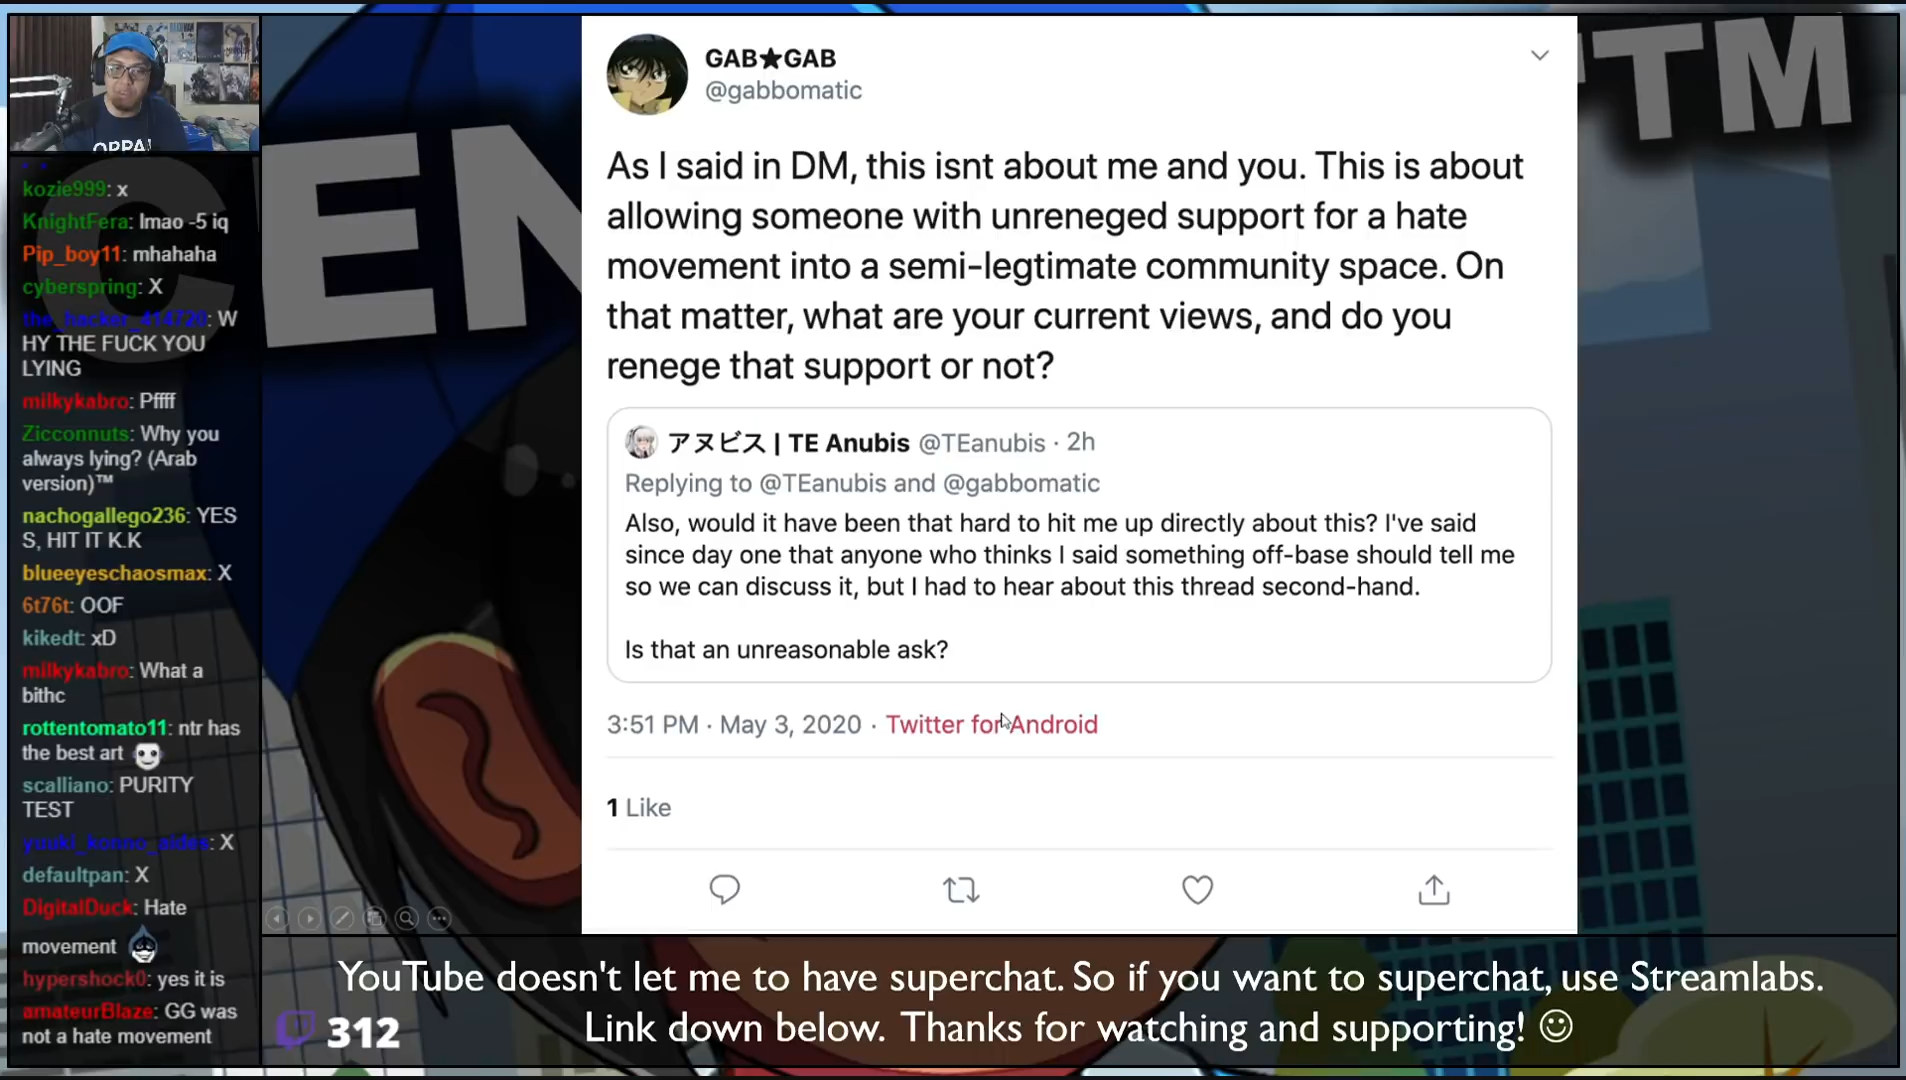 OPPAI
kozie999: x
KnightFera: lmao -5 iq
Pip_boy11: mhahaha
cyberspring: X
the_hacker_414720: W
HY THE FUCK YOU
LYING
milkykabro: Pffff
Zicconnuts: Why you
always lying? (Arab
version)™
nachogallego236: YES
S, HIT IT K.K
blueeyeschaosmax: X
6t76t: OOF
kikedt: xD
milkykabro: What a
bithc
rottentomato11: ntr has
the best art
scalliano: PURITY
TEST
yuuki_konno_aides: X
defaultpan: X
DigitalDuck: Hate
movement
hypershock0: yes it is
amateurBlaze: GG was
not a hate movement
CEN
TM
GAB★GAB
@gabbomatic
As I said in DM, this isnt about me and you. This is about
allowing someone with unreneged support for a hate
movement into a semi-legtimate community space. On
that matter, what are your current views, and do you
renege that support or not?
アヌビス | TE Anubis @TEanubis · 2h
Replying to @TEanubis and @gabbomatic
Also, would it have been that hard to hit me up directly about this? I've said
since day one that anyone who thinks I said something off-base should tell me
so we can discuss it, but I had to hear about this thread second-hand.
Is that an unreasonable ask?
3:51 PM · May 3, 2020 · Twitter for Android
1 Like
YouTube doesn't let me to have superchat. So if you want to superchat, use Streamlabs.
Link down below. Thanks for watching and supporting! ☺
312